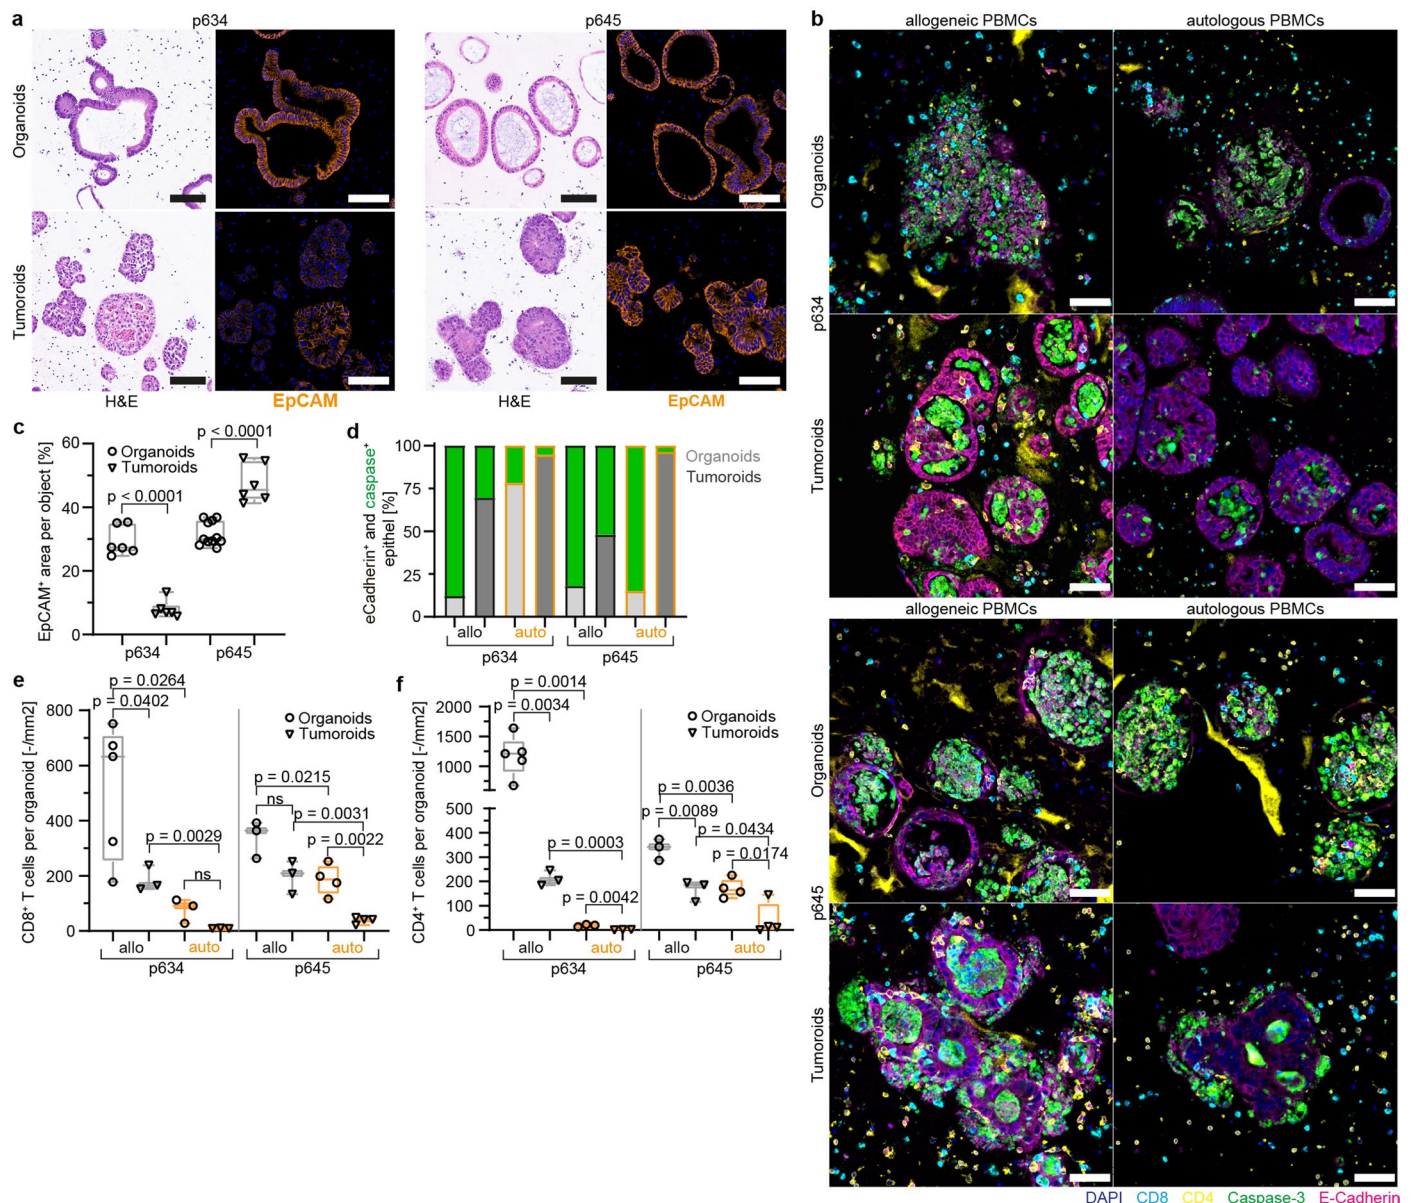 a
p634
p645
Organoids
Tumoroids
H&E
EpCAM
H&E
EpCAM
b
allogeneic PBMCs
autologous PBMCs
Organoids
p634
Tumoroids
allogeneic PBMCs
autologous PBMCs
Organoids
p645
Tumoroids
DAPI CD8 CD4 Caspase-3 E-Cadherin
c
EpCAM⁺ area per object [%]
60
40
20
0
Organoids
Tumoroids
p < 0.0001
p < 0.0001
p634
p645
d
eCadherin⁺ and caspase⁺
epithel [%]
100
75
50
25
0
Organoids
Tumoroids
allo
auto
allo
auto
p634
p645
e
CD8⁺ T cells per organoid [-/mm2]
800
600
400
200
0
p = 0.0264
p = 0.0402
p = 0.0029
ns
Organoids
Tumoroids
p = 0.0215
ns
p = 0.0031
p = 0.0022
allo
auto
allo
auto
p634
p645
f
CD4⁺ T cells per organoid [-/mm2]
2000
1500
1000
500
400
300
200
100
0
p = 0.0014
p = 0.0034
p = 0.0003
p = 0.0042
Organoids
Tumoroids
p = 0.0036
p = 0.0089
p = 0.0434
p = 0.0174
allo
auto
allo
auto
p634
p645